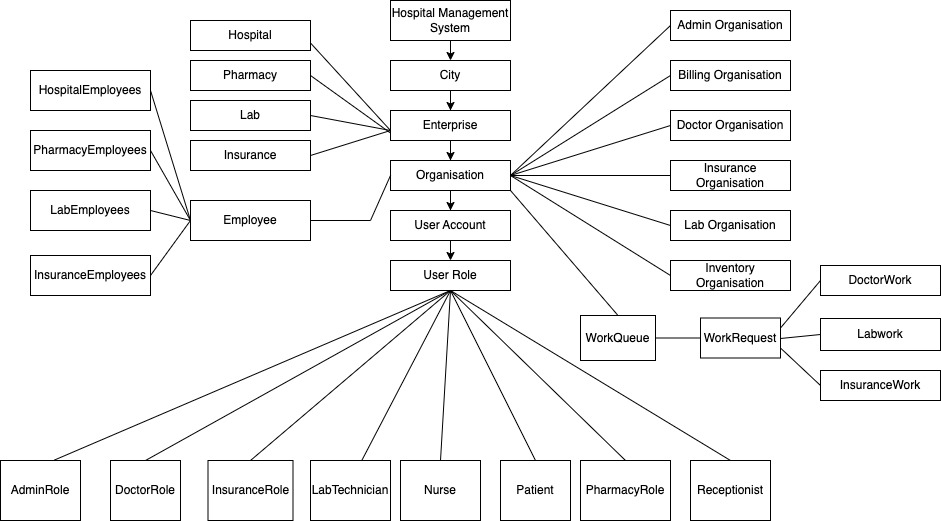 Hospital Management
System
Hospital
Admin Organisation
Pharmacy
City
Billing Organisation
HospitalEmployees
Lab
Enterprise
Doctor Organisation
PharmacyEmployees
Insurance
Organisation
Insurance
Organisation
LabEmployees
Employee
User Account
Lab Organisation
InsuranceEmployees
User Role
Inventory
Organisation
DoctorWork
WorkQueue
WorkRequest
Labwork
InsuranceWork
AdminRole
DoctorRole
InsuranceRole
LabTechnician
Nurse
Patient
PharmacyRole
Receptionist